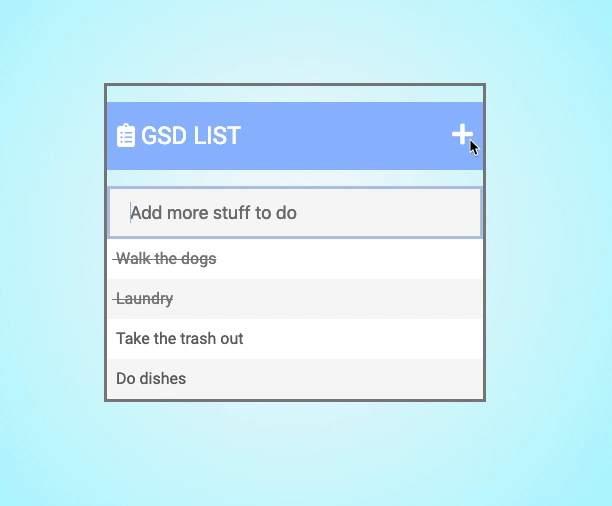 GSD LIST
Add more stuff to do
Walk the dogs
Laundry
Take the trash out
Do dishes